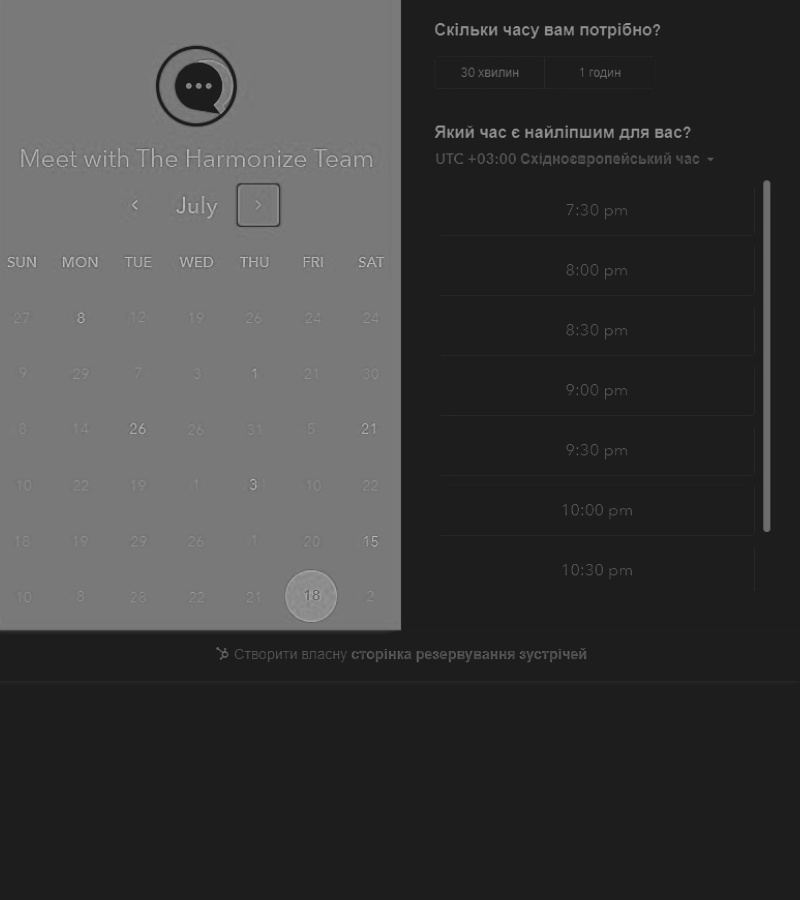 Meet with The Harmonize Team
July
SUN MON TUE WED THU FRI SAT
27 8 12 19 26 24 24
9 29 7 3 1 21 30
8 14 26 26 31 5 21
10 22 19 1 3 10 22
18 19 29 26 1 20 15
10 8 28 22 21 18 2
Скільки часу вам потрібно?
30 хвилин 1 годин
Який час є найліпшим для вас?
UTC +03:00 Східноєвропейський час
7:30 pm
8:00 pm
8:30 pm
9:00 pm
9:30 pm
10:00 pm
10:30 pm
Створити власну сторінка резервування зустрічей